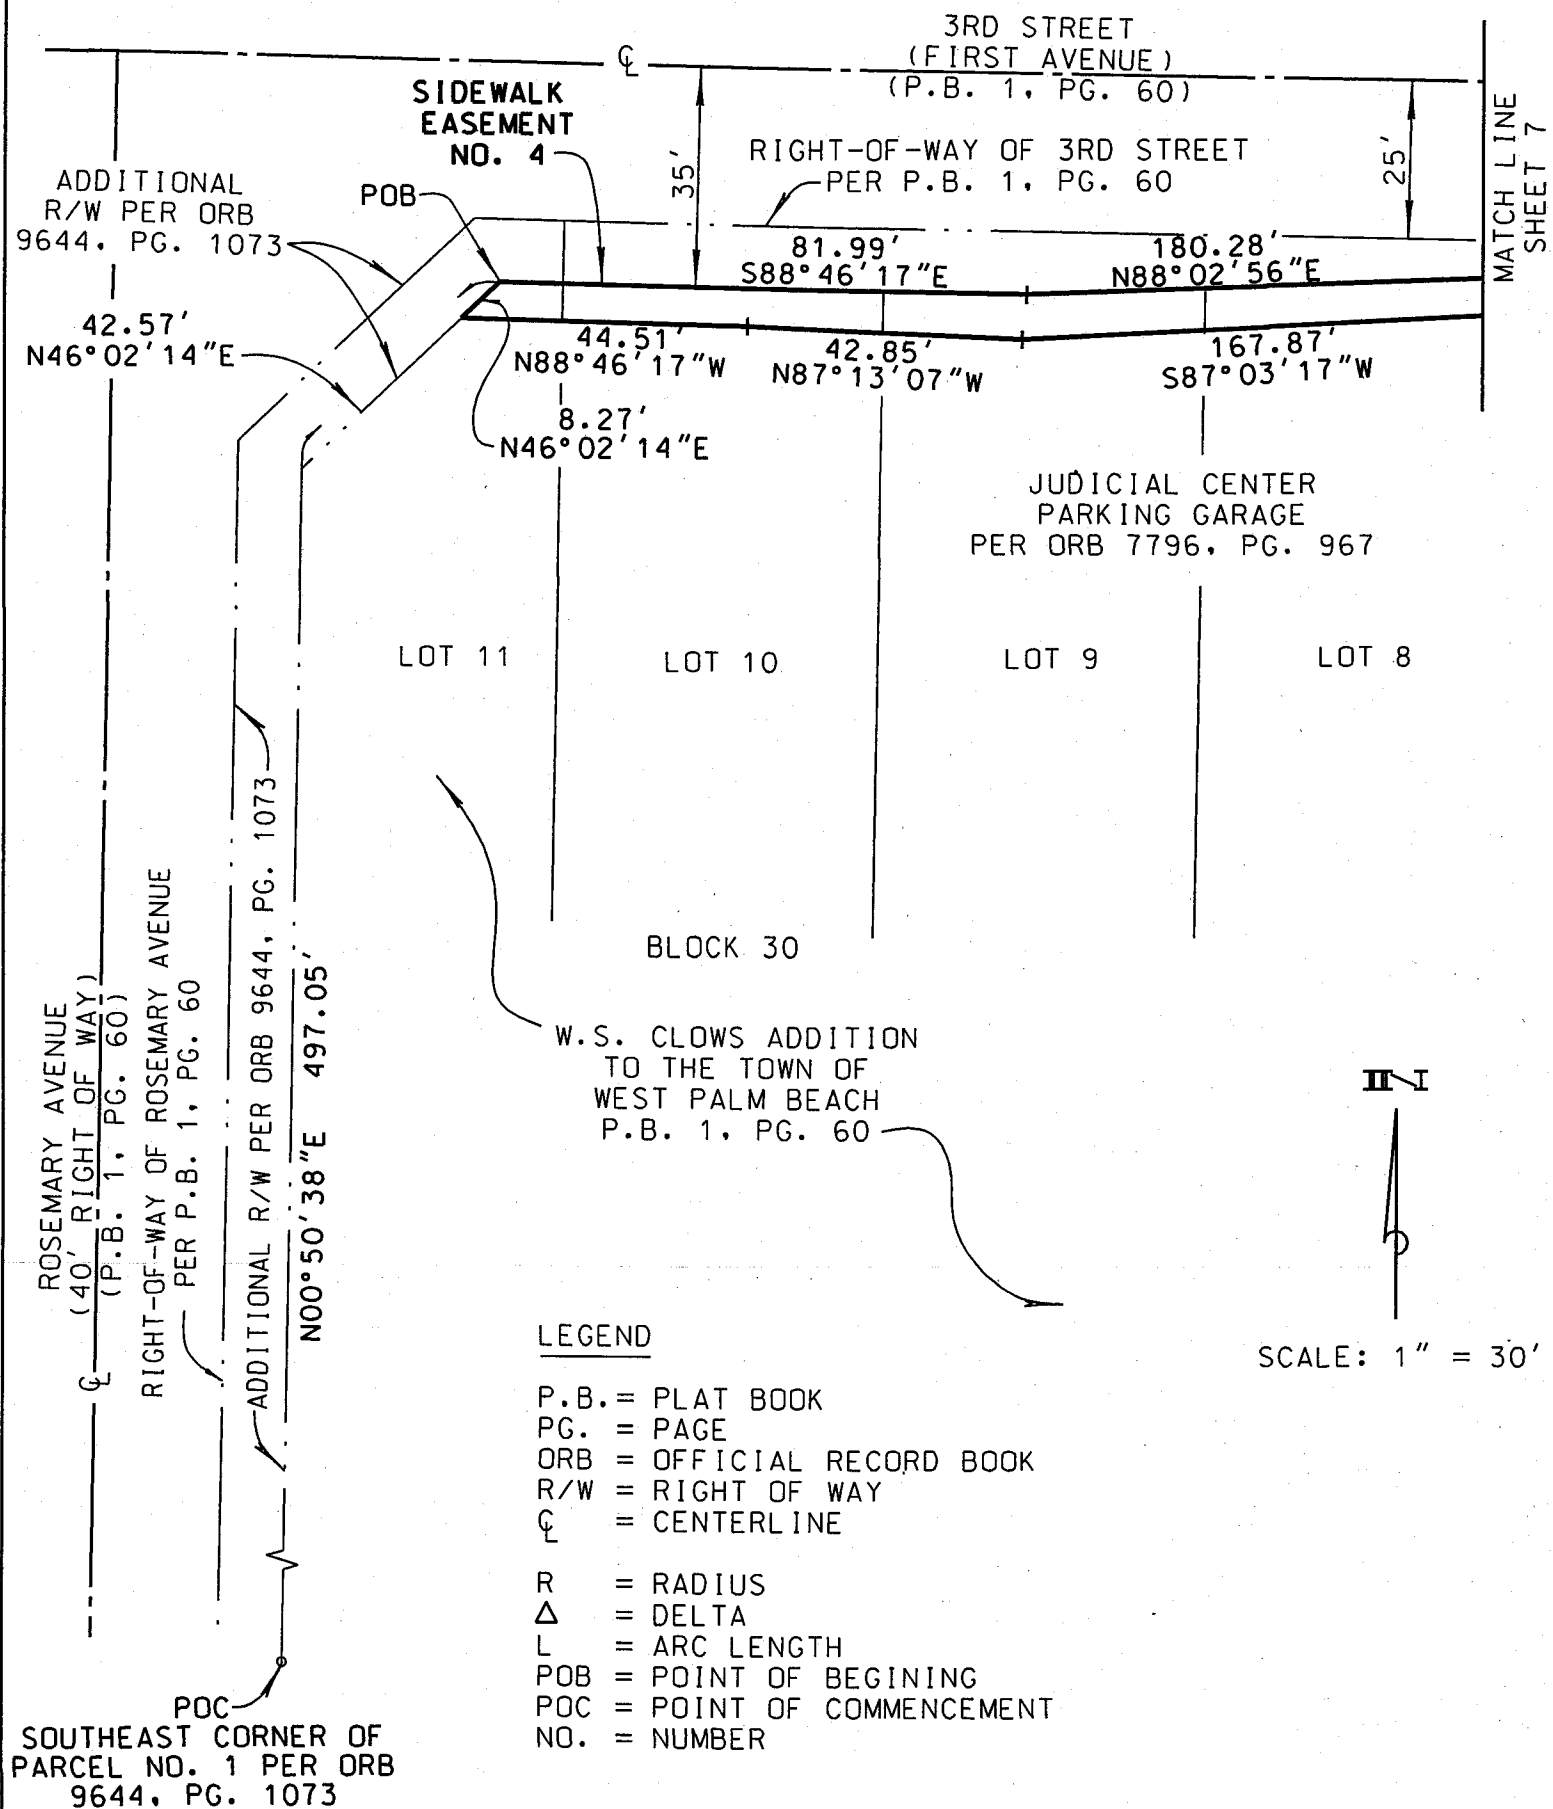 3RD STREET
(FIRST AVENUE)
(P.B. 1, PG. 60)
℄
SIDEWALK
EASEMENT
NO. 4
35'
RIGHT-OF-WAY OF 3RD STREET
PER P.B. 1, PG. 60
25'
MATCH LINE
SHEET 7
ADDITIONAL
R/W PER ORB
9644, PG. 1073
POB
81.99'
S88°46'17"E
180.28'
N88°02'56"E
42.57'
N46°02'14"E
44.51'
N88°46'17"W
42.85'
N87°13'07"W
167.87'
S87°03'17"W
8.27'
N46°02'14"E
JUDICIAL CENTER
PARKING GARAGE
PER ORB 7796, PG. 967
LOT 11
LOT 10
LOT 9
LOT 8
BLOCK 30
ROSEMARY AVENUE
(40' RIGHT OF WAY)
(P.B. 1, PG. 60)
℄
RIGHT-OF-WAY OF ROSEMARY AVENUE
PER P.B. 1, PG. 60
ADDITIONAL R/W PER ORB 9644, PG. 1073
N00°50'38"E 497.05'
W.S. CLOWS ADDITION
TO THE TOWN OF
WEST PALM BEACH
P.B. 1, PG. 60
N
SCALE: 1" = 30'
LEGEND
P.B. = PLAT BOOK
PG. = PAGE
ORB = OFFICIAL RECORD BOOK
R/W = RIGHT OF WAY
℄ = CENTERLINE
R = RADIUS
Δ = DELTA
L = ARC LENGTH
POB = POINT OF BEGINING
POC = POINT OF COMMENCEMENT
NO. = NUMBER
POC
SOUTHEAST CORNER OF
PARCEL NO. 1 PER ORB
9644, PG. 1073